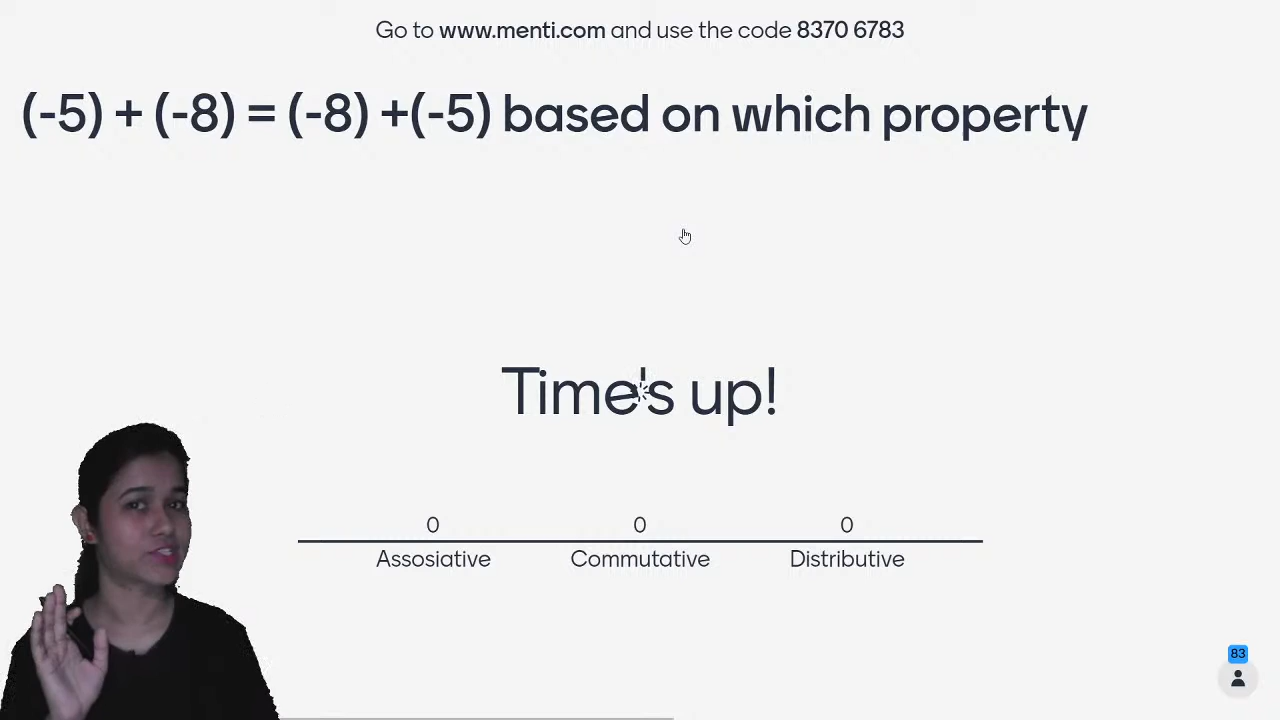 Go to www.menti.com and use the code 8370 6783
(-5) + (-8) = (-8) +(-5) based on which property
Time's up!
0 0 0
Assosiative Commutative Distributive
83